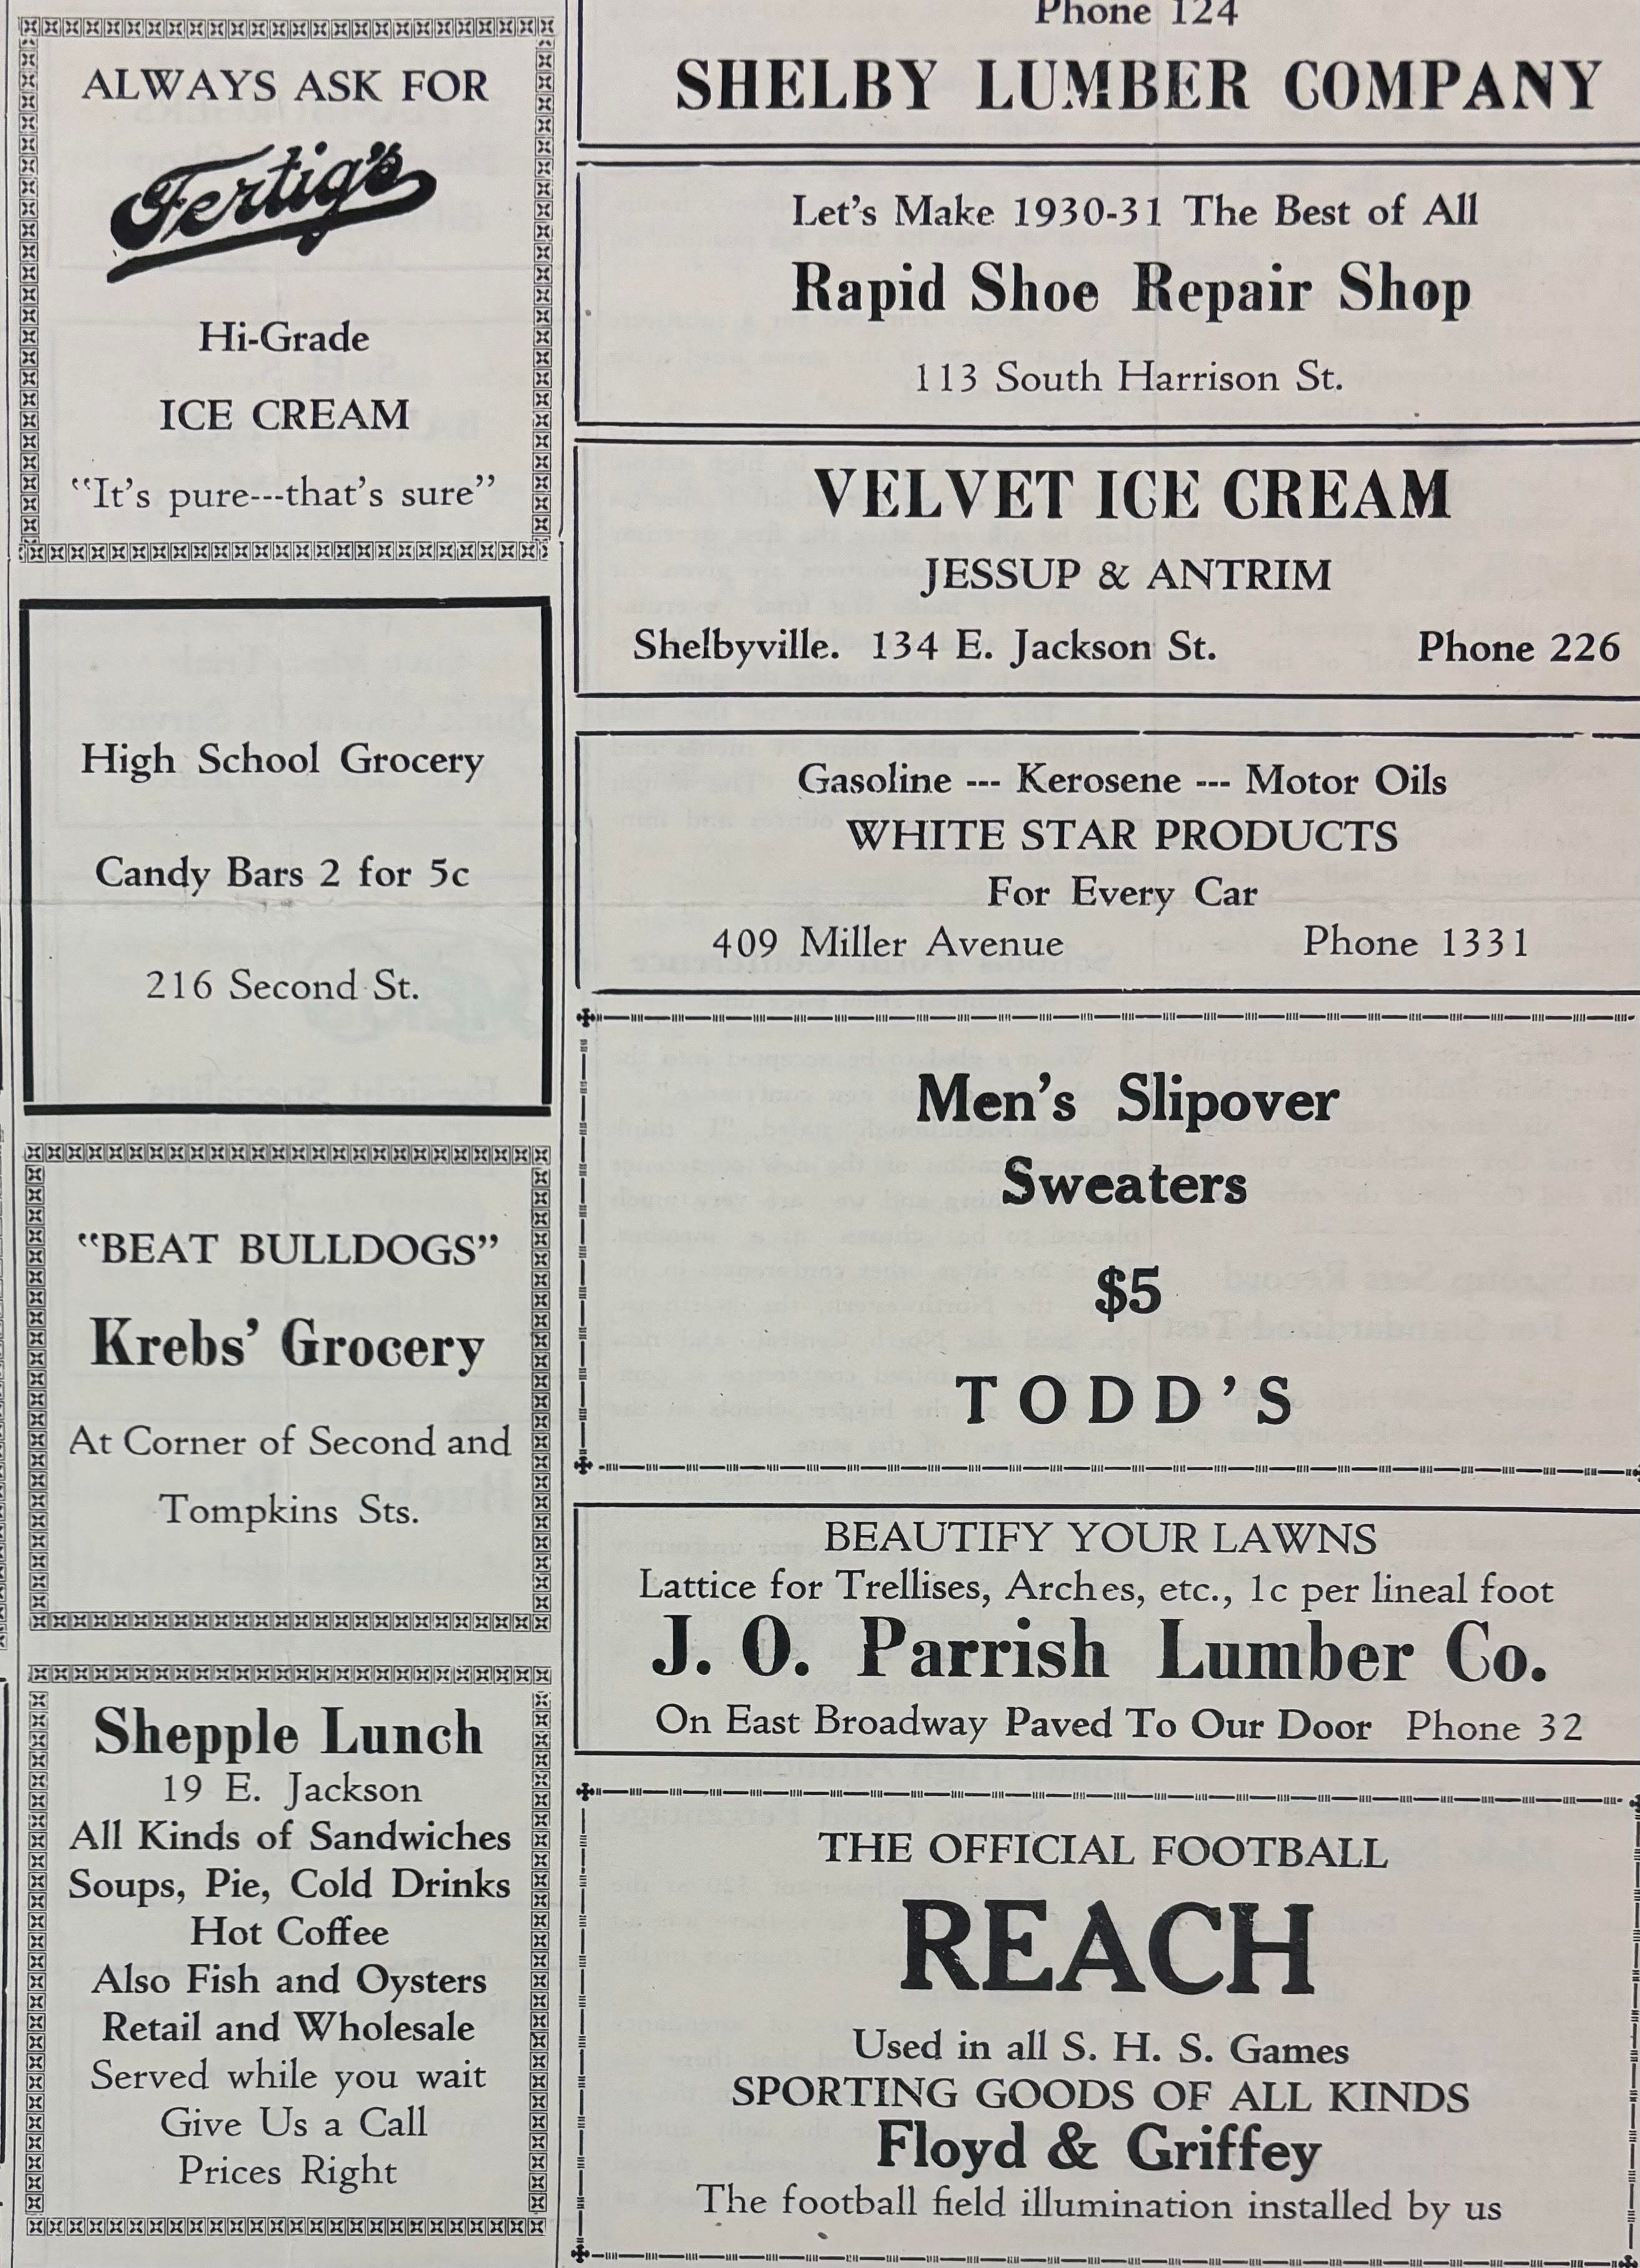 ALWAYS ASK FOR
Fertig's
Hi-Grade
ICE CREAM
"It's pure---that's sure"
High School Grocery
Candy Bars 2 for 5c
216 Second St.
"BEAT BULLDOGS"
Krebs' Grocery
At Corner of Second and
Tompkins Sts.
Shepple Lunch
19 E. Jackson
All Kinds of Sandwiches
Soups, Pie, Cold Drinks
Hot Coffee
Also Fish and Oysters
Retail and Wholesale
Served while you wait
Give Us a Call
Prices Right
Phone 124
SHELBY LUMBER COMPANY
Let's Make 1930-31 The Best of All
Rapid Shoe Repair Shop
113 South Harrison St.
VELVET ICE CREAM
JESSUP & ANTRIM
Shelbyville. 134 E. Jackson St. Phone 226
Gasoline --- Kerosene --- Motor Oils
WHITE STAR PRODUCTS
For Every Car
409 Miller Avenue Phone 1331
Men's Slipover
Sweaters
$5
TODD'S
BEAUTIFY YOUR LAWNS
Lattice for Trellises, Arches, etc., 1c per lineal foot
J. O. Parrish Lumber Co.
On East Broadway Paved To Our Door Phone 32
THE OFFICIAL FOOTBALL
REACH
Used in all S. H. S. Games
SPORTING GOODS OF ALL KINDS
Floyd & Griffey
The football field illumination installed by us